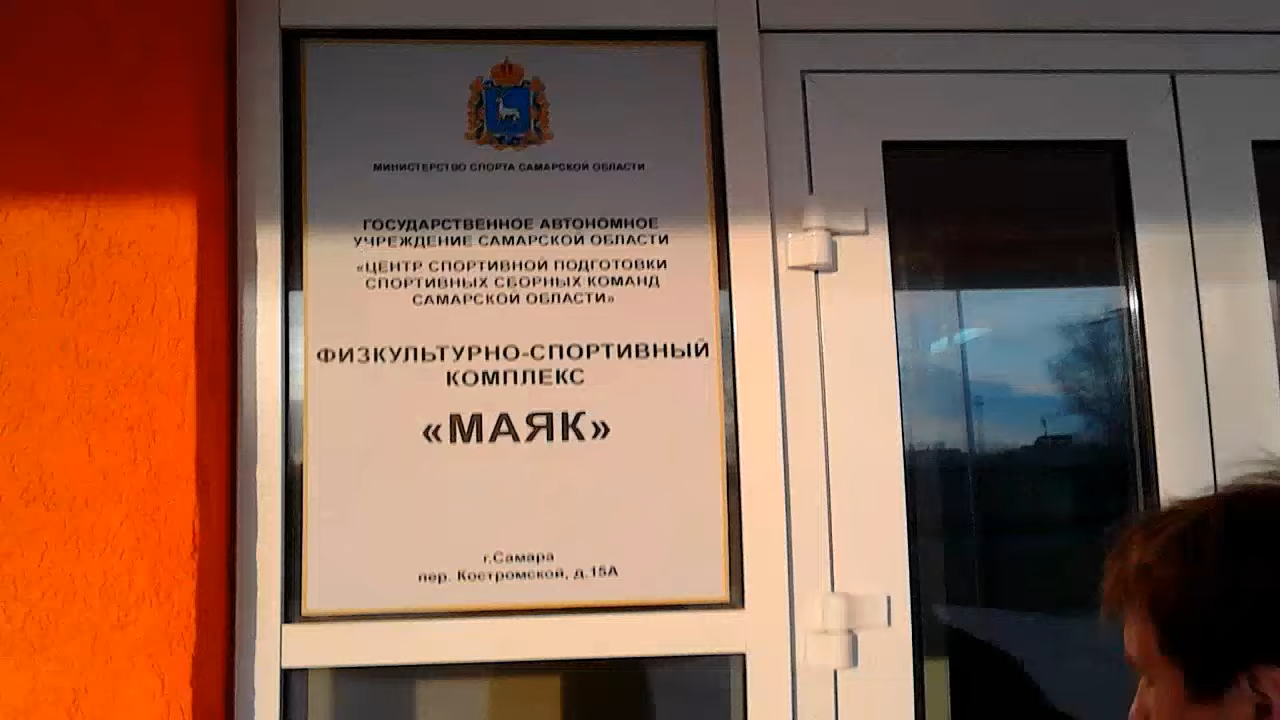 МИНИСТЕРСТВО СПОРТА САМАРСКОЙ ОБЛАСТИ
ГОСУДАРСТВЕННОЕ АВТОНОМНОЕ
УЧРЕЖДЕНИЕ САМАРСКОЙ ОБЛАСТИ
«ЦЕНТР СПОРТИВНОЙ ПОДГОТОВКИ
СПОРТИВНЫХ СБОРНЫХ КОМАНД
САМАРСКОЙ ОБЛАСТИ»
ФИЗКУЛЬТУРНО-СПОРТИВНЫЙ
КОМПЛЕКС
«МАЯК»
г.Самара
пер. Костромской, д.15А